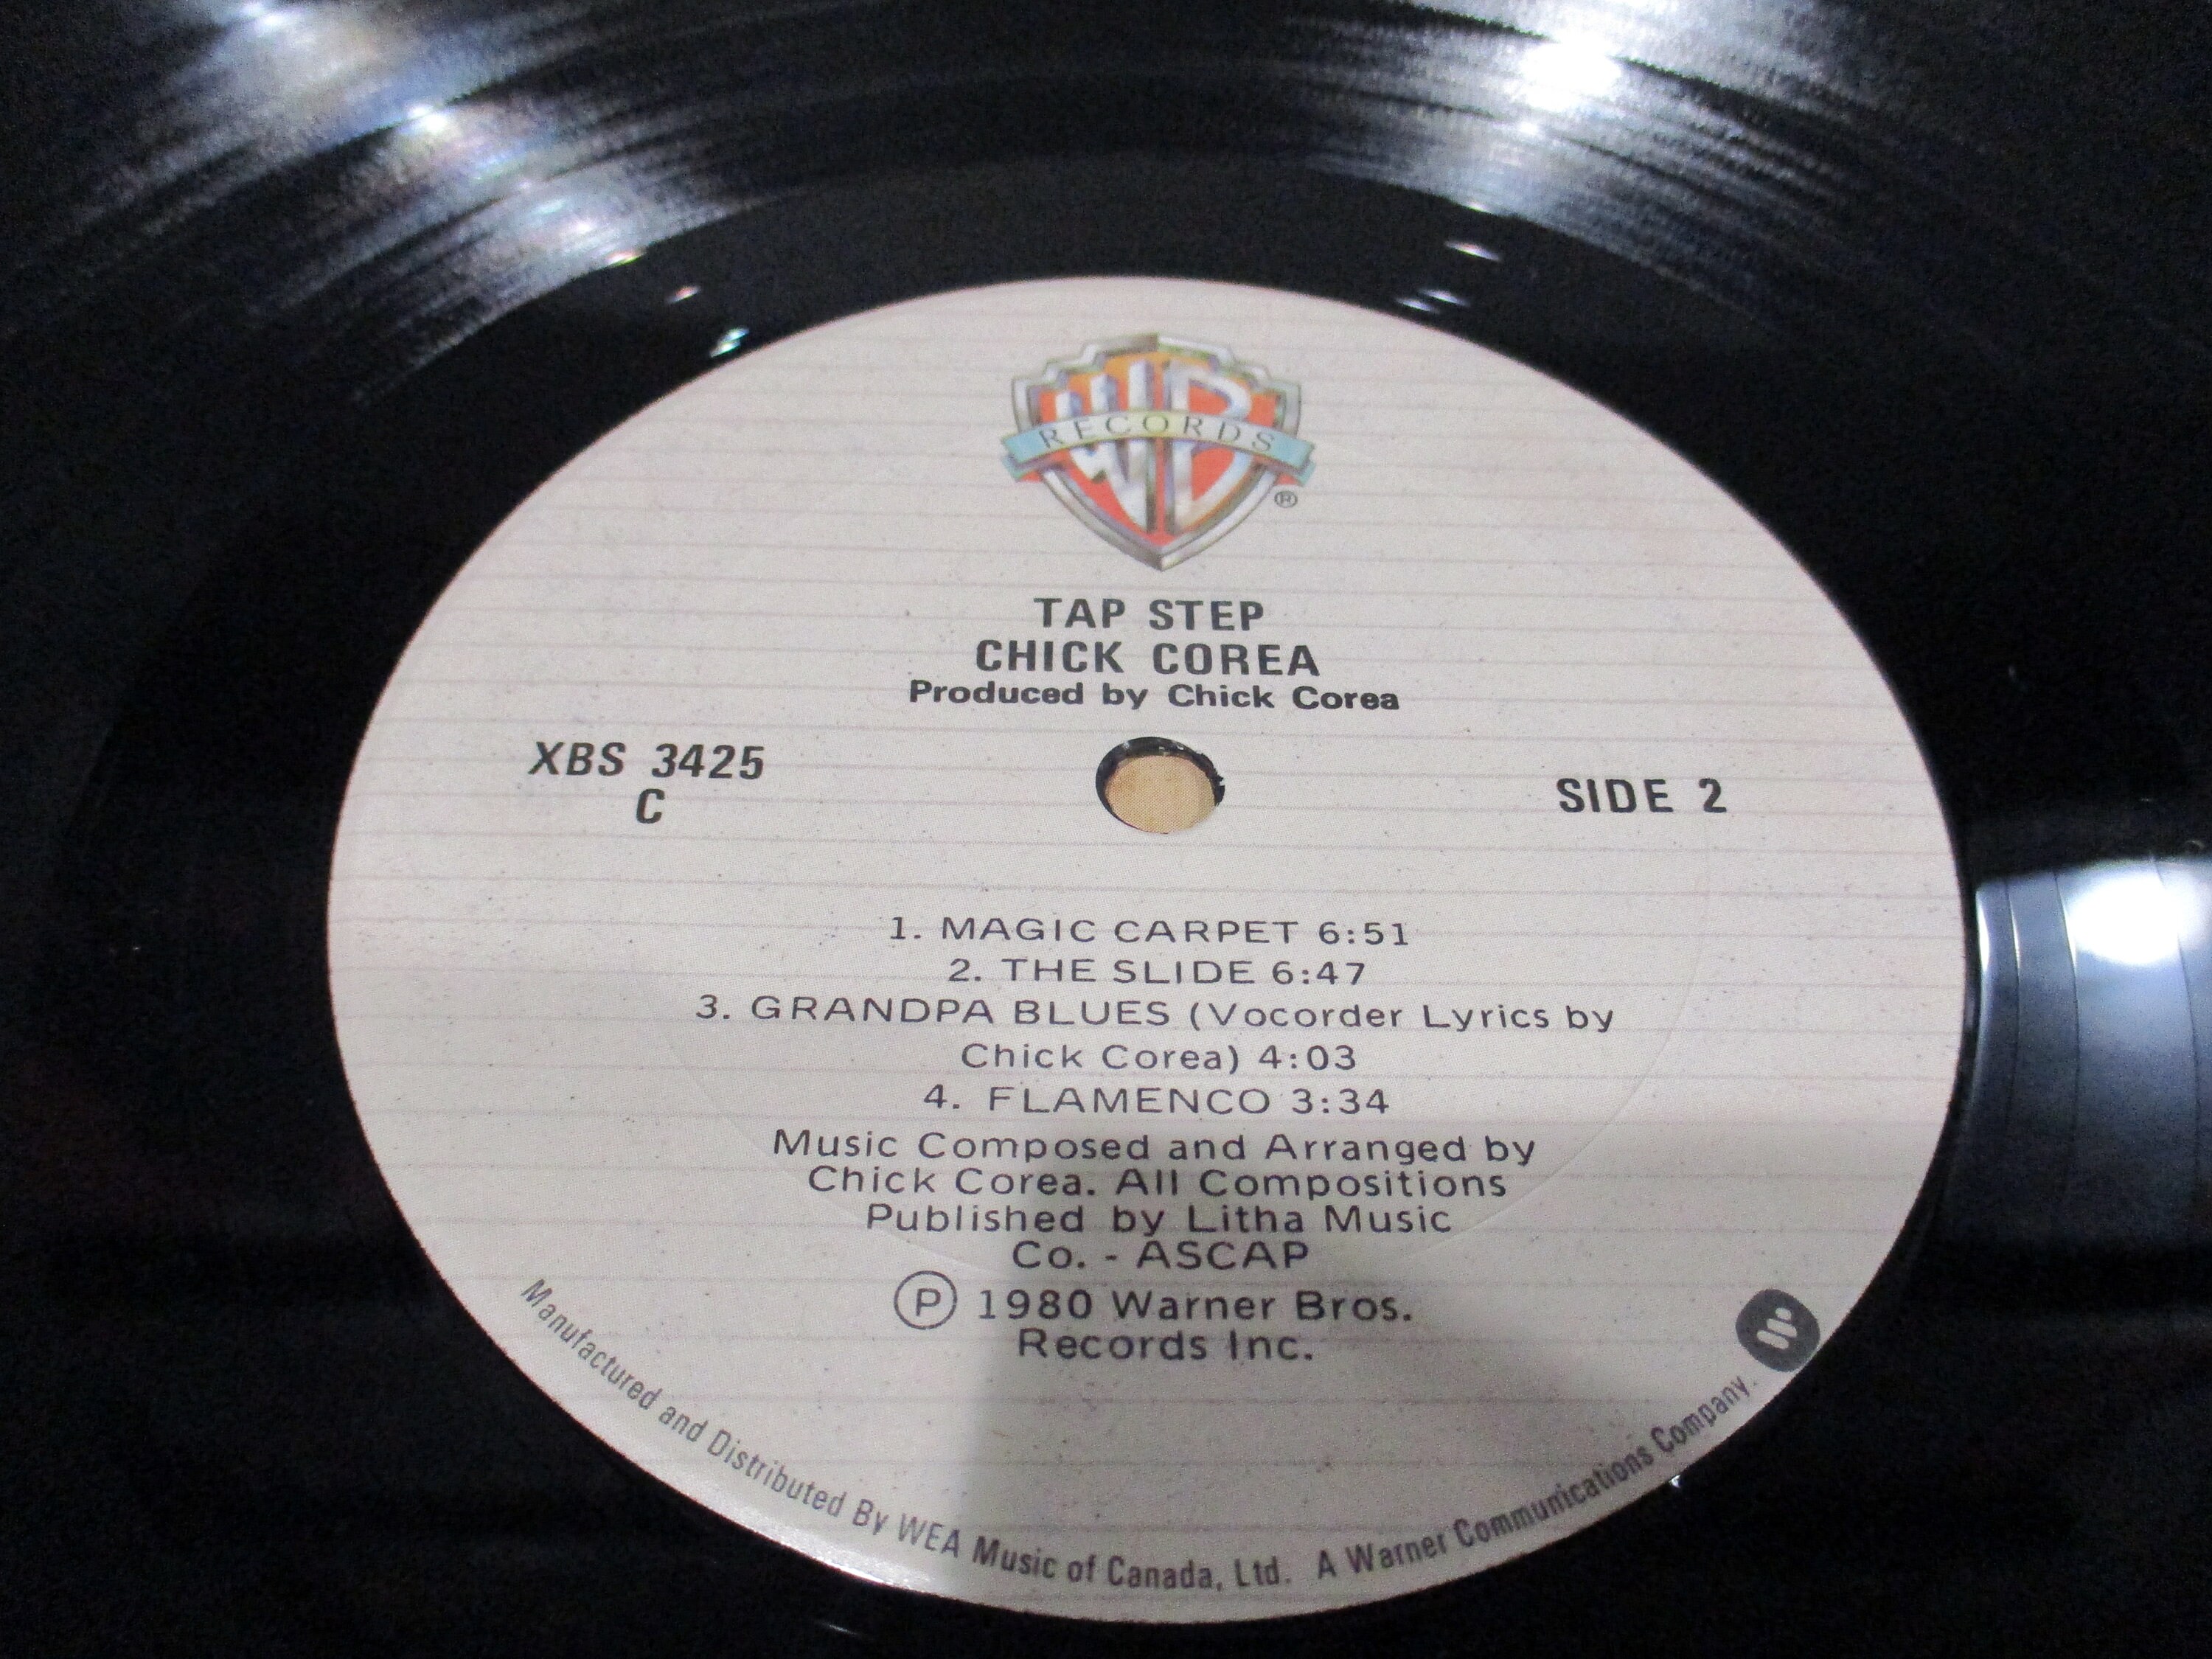 WB
RECORDS
®
TAP STEP
CHICK COREA
Produced by Chick Corea
XBS 3425
C
SIDE 2
1. MAGIC CARPET 6:51
2. THE SLIDE 6:47
3. GRANDPA BLUES (Vocorder Lyrics by
Chick Corea) 4:03
4. FLAMENCO 3:34
Music Composed and Arranged by
Chick Corea. All Compositions
Published by Litha Music
Co. - ASCAP
Ⓟ 1980 Warner Bros.
Records Inc.
Manufactured and Distributed By WEA Music of Canada, Ltd. A Warner Communications Company.